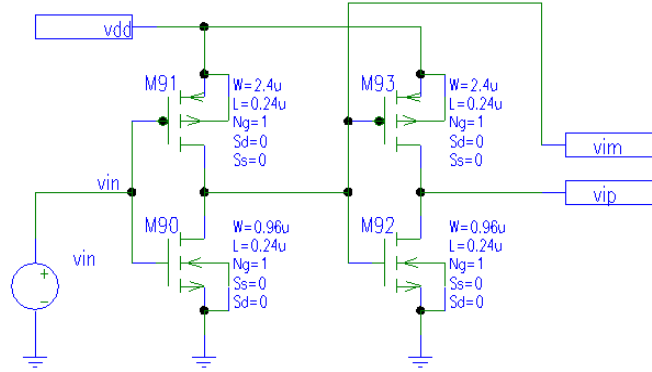 vdd
M91
W=2.4u
L=0.24u
Ng=1
Sd=0
Ss=0
M93
W=2.4u
L=0.24u
Ng=1
Sd=0
Ss=0
vim
vin
vip
M90
W=0.96u
L=0.24u
Ng=1
Ss=0
Sd=0
M92
W=0.96u
L=0.24u
Ng=1
Ss=0
Sd=0
vin
+
−